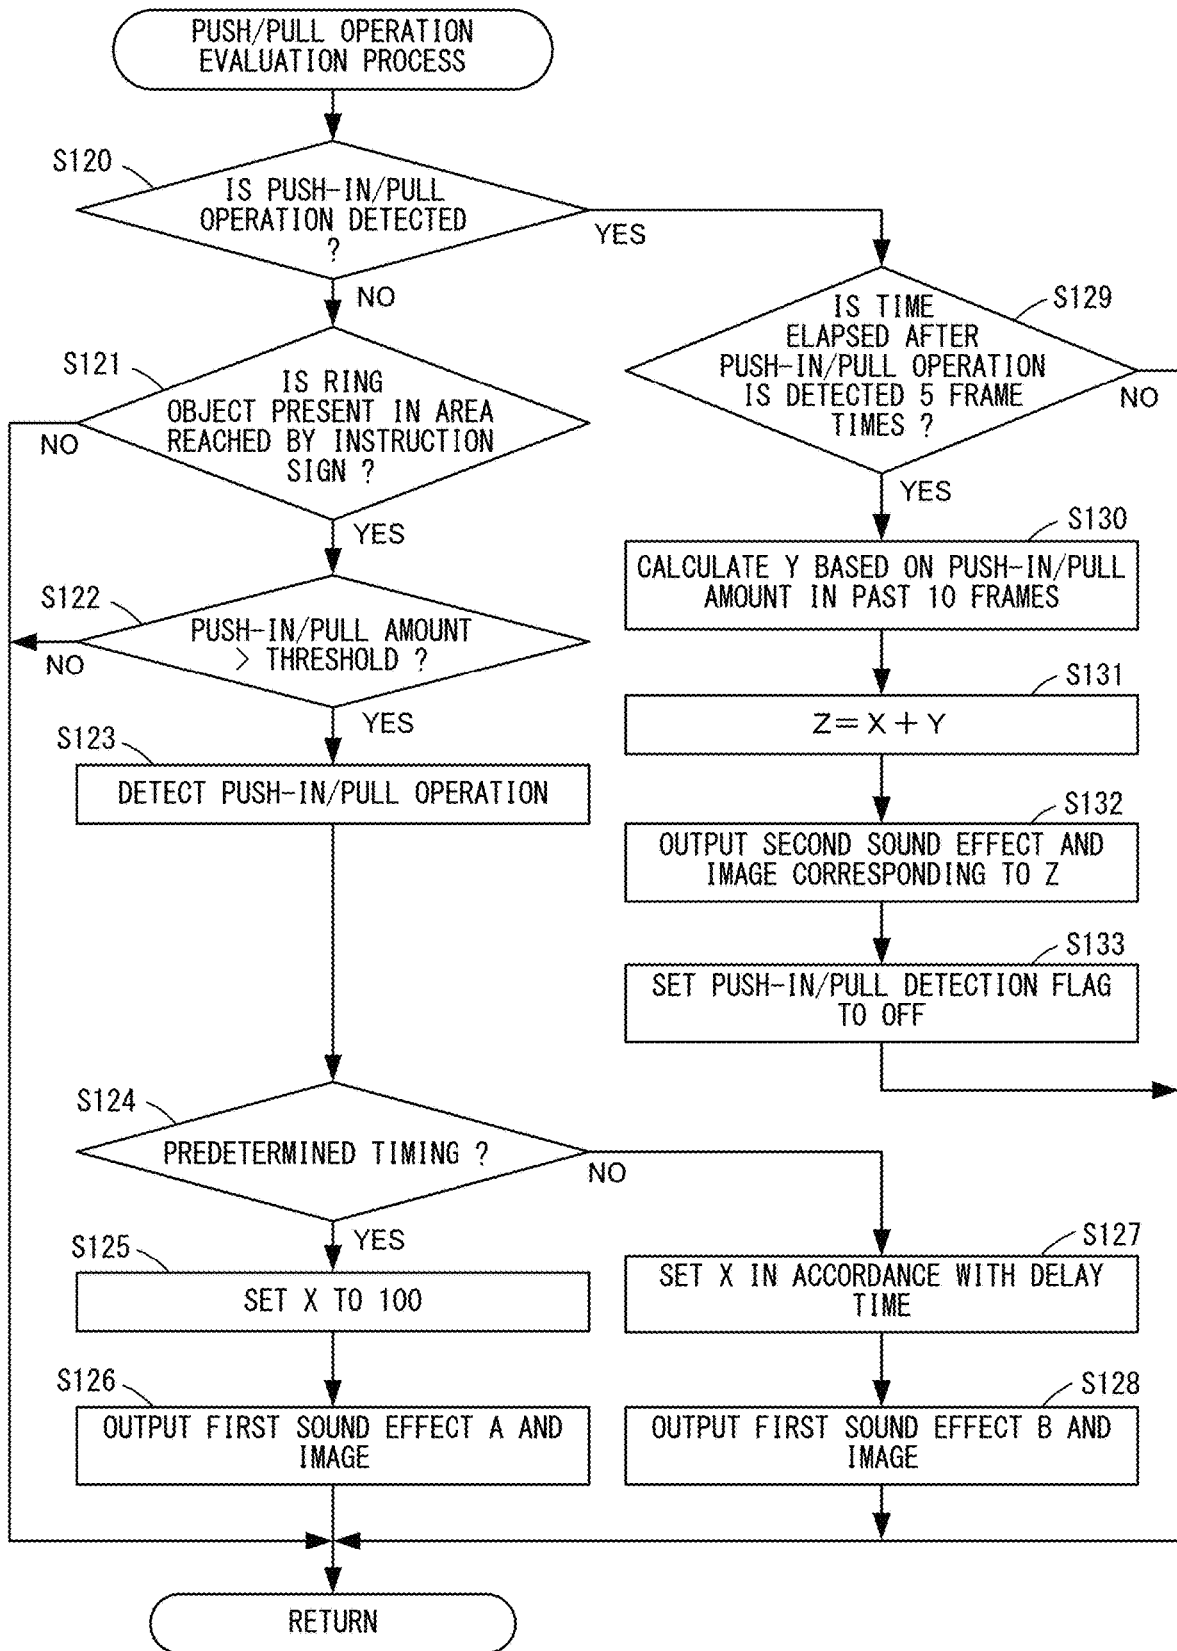 PUSH/PULL OPERATION
EVALUATION PROCESS
S120
IS PUSH-IN/PULL
OPERATION DETECTED
?
YES
NO
S121
IS RING
OBJECT PRESENT IN AREA
REACHED BY INSTRUCTION
SIGN ?
NO
YES
S122
PUSH-IN/PULL AMOUNT
> THRESHOLD ?
NO
YES
S123
DETECT PUSH-IN/PULL OPERATION
S124
PREDETERMINED TIMING ?
NO
YES
S125
SET X TO 100
S126
OUTPUT FIRST SOUND EFFECT A AND
IMAGE
S127
SET X IN ACCORDANCE WITH DELAY
TIME
S128
OUTPUT FIRST SOUND EFFECT B AND
IMAGE
S129
IS TIME
ELAPSED AFTER
PUSH-IN/PULL OPERATION
IS DETECTED 5 FRAME
TIMES ?
NO
YES
S130
CALCULATE Y BASED ON PUSH-IN/PULL
AMOUNT IN PAST 10 FRAMES
S131
Z=X+Y
S132
OUTPUT SECOND SOUND EFFECT AND
IMAGE CORRESPONDING TO Z
S133
SET PUSH-IN/PULL DETECTION FLAG
TO OFF
RETURN